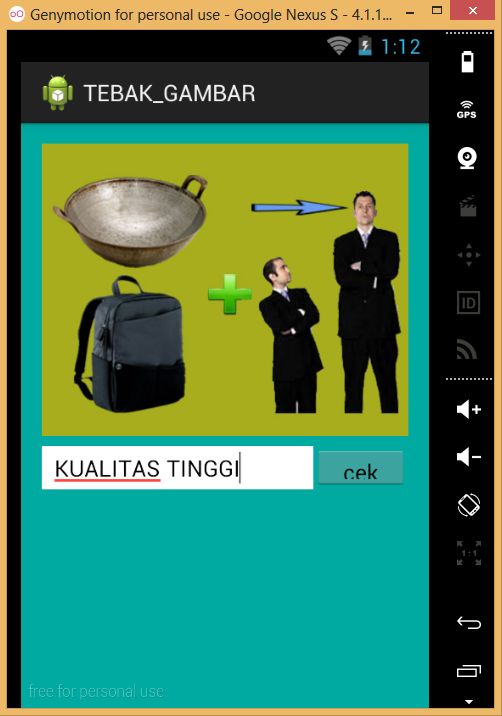 Genymotion for personal use - Google Nexus S - 4.1.1...
1:12
TEBAK_GAMBAR
GPS
ID
KUALITAS TINGGI
cek
1:1
free for personal use